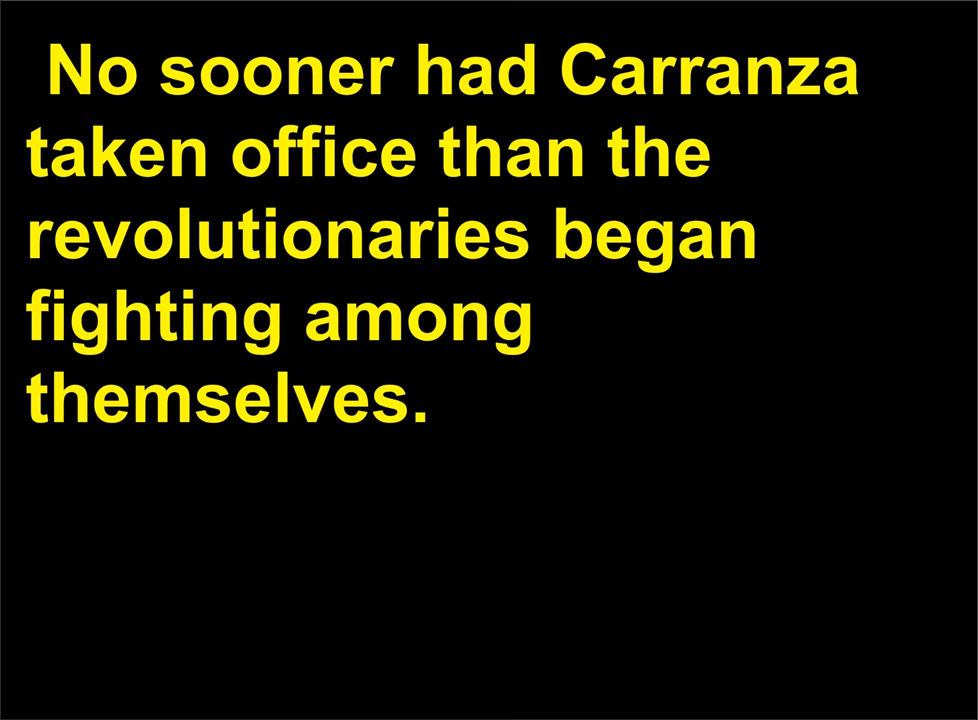 No sooner had Carranza
taken office than the
revolutionaries began
fighting among
themselves.